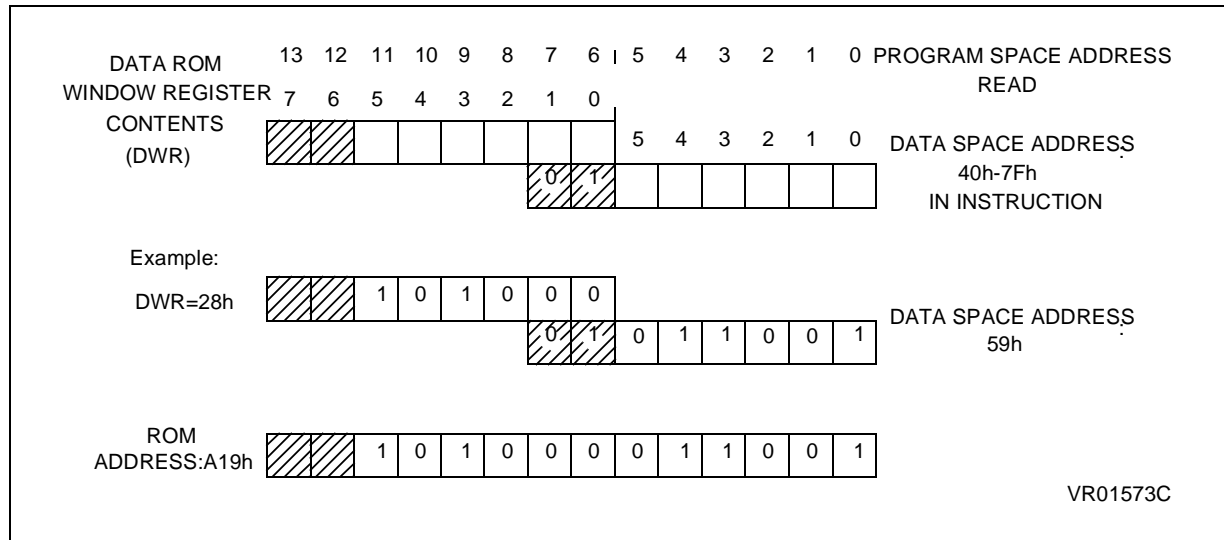 13 12 11 10 9 8 7 6 5 4 3 2 1 0 PROGRAM SPACE ADDRESS
READ
DATA ROM
WINDOW REGISTER 7 6 5 4 3 2 1 0
CONTENTS
(DWR)
5 4 3 2 1 0 DATA SPACE ADDRESS
:
40h-7Fh
IN INSTRUCTION
0 1
Example:
DWR=28h 1 0 1 0 0 0
DATA SPACE ADDRESS
:
59h
0 1 0 1 1 0 0 1
ROM
ADDRESS:A19h 1 0 1 0 0 0 0 1 1 0 0 1
VR01573C